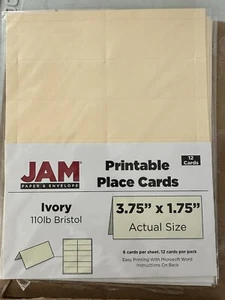 12
Cards
JAM
PAPER & ENVELOPE
Printable
Place Cards
Ivory
110lb Bristol
3.75" x 1.75"
Actual Size
6 cards per sheet, 12 cards per pack
Easy Printing With Microsoft Word
Instructions On Back